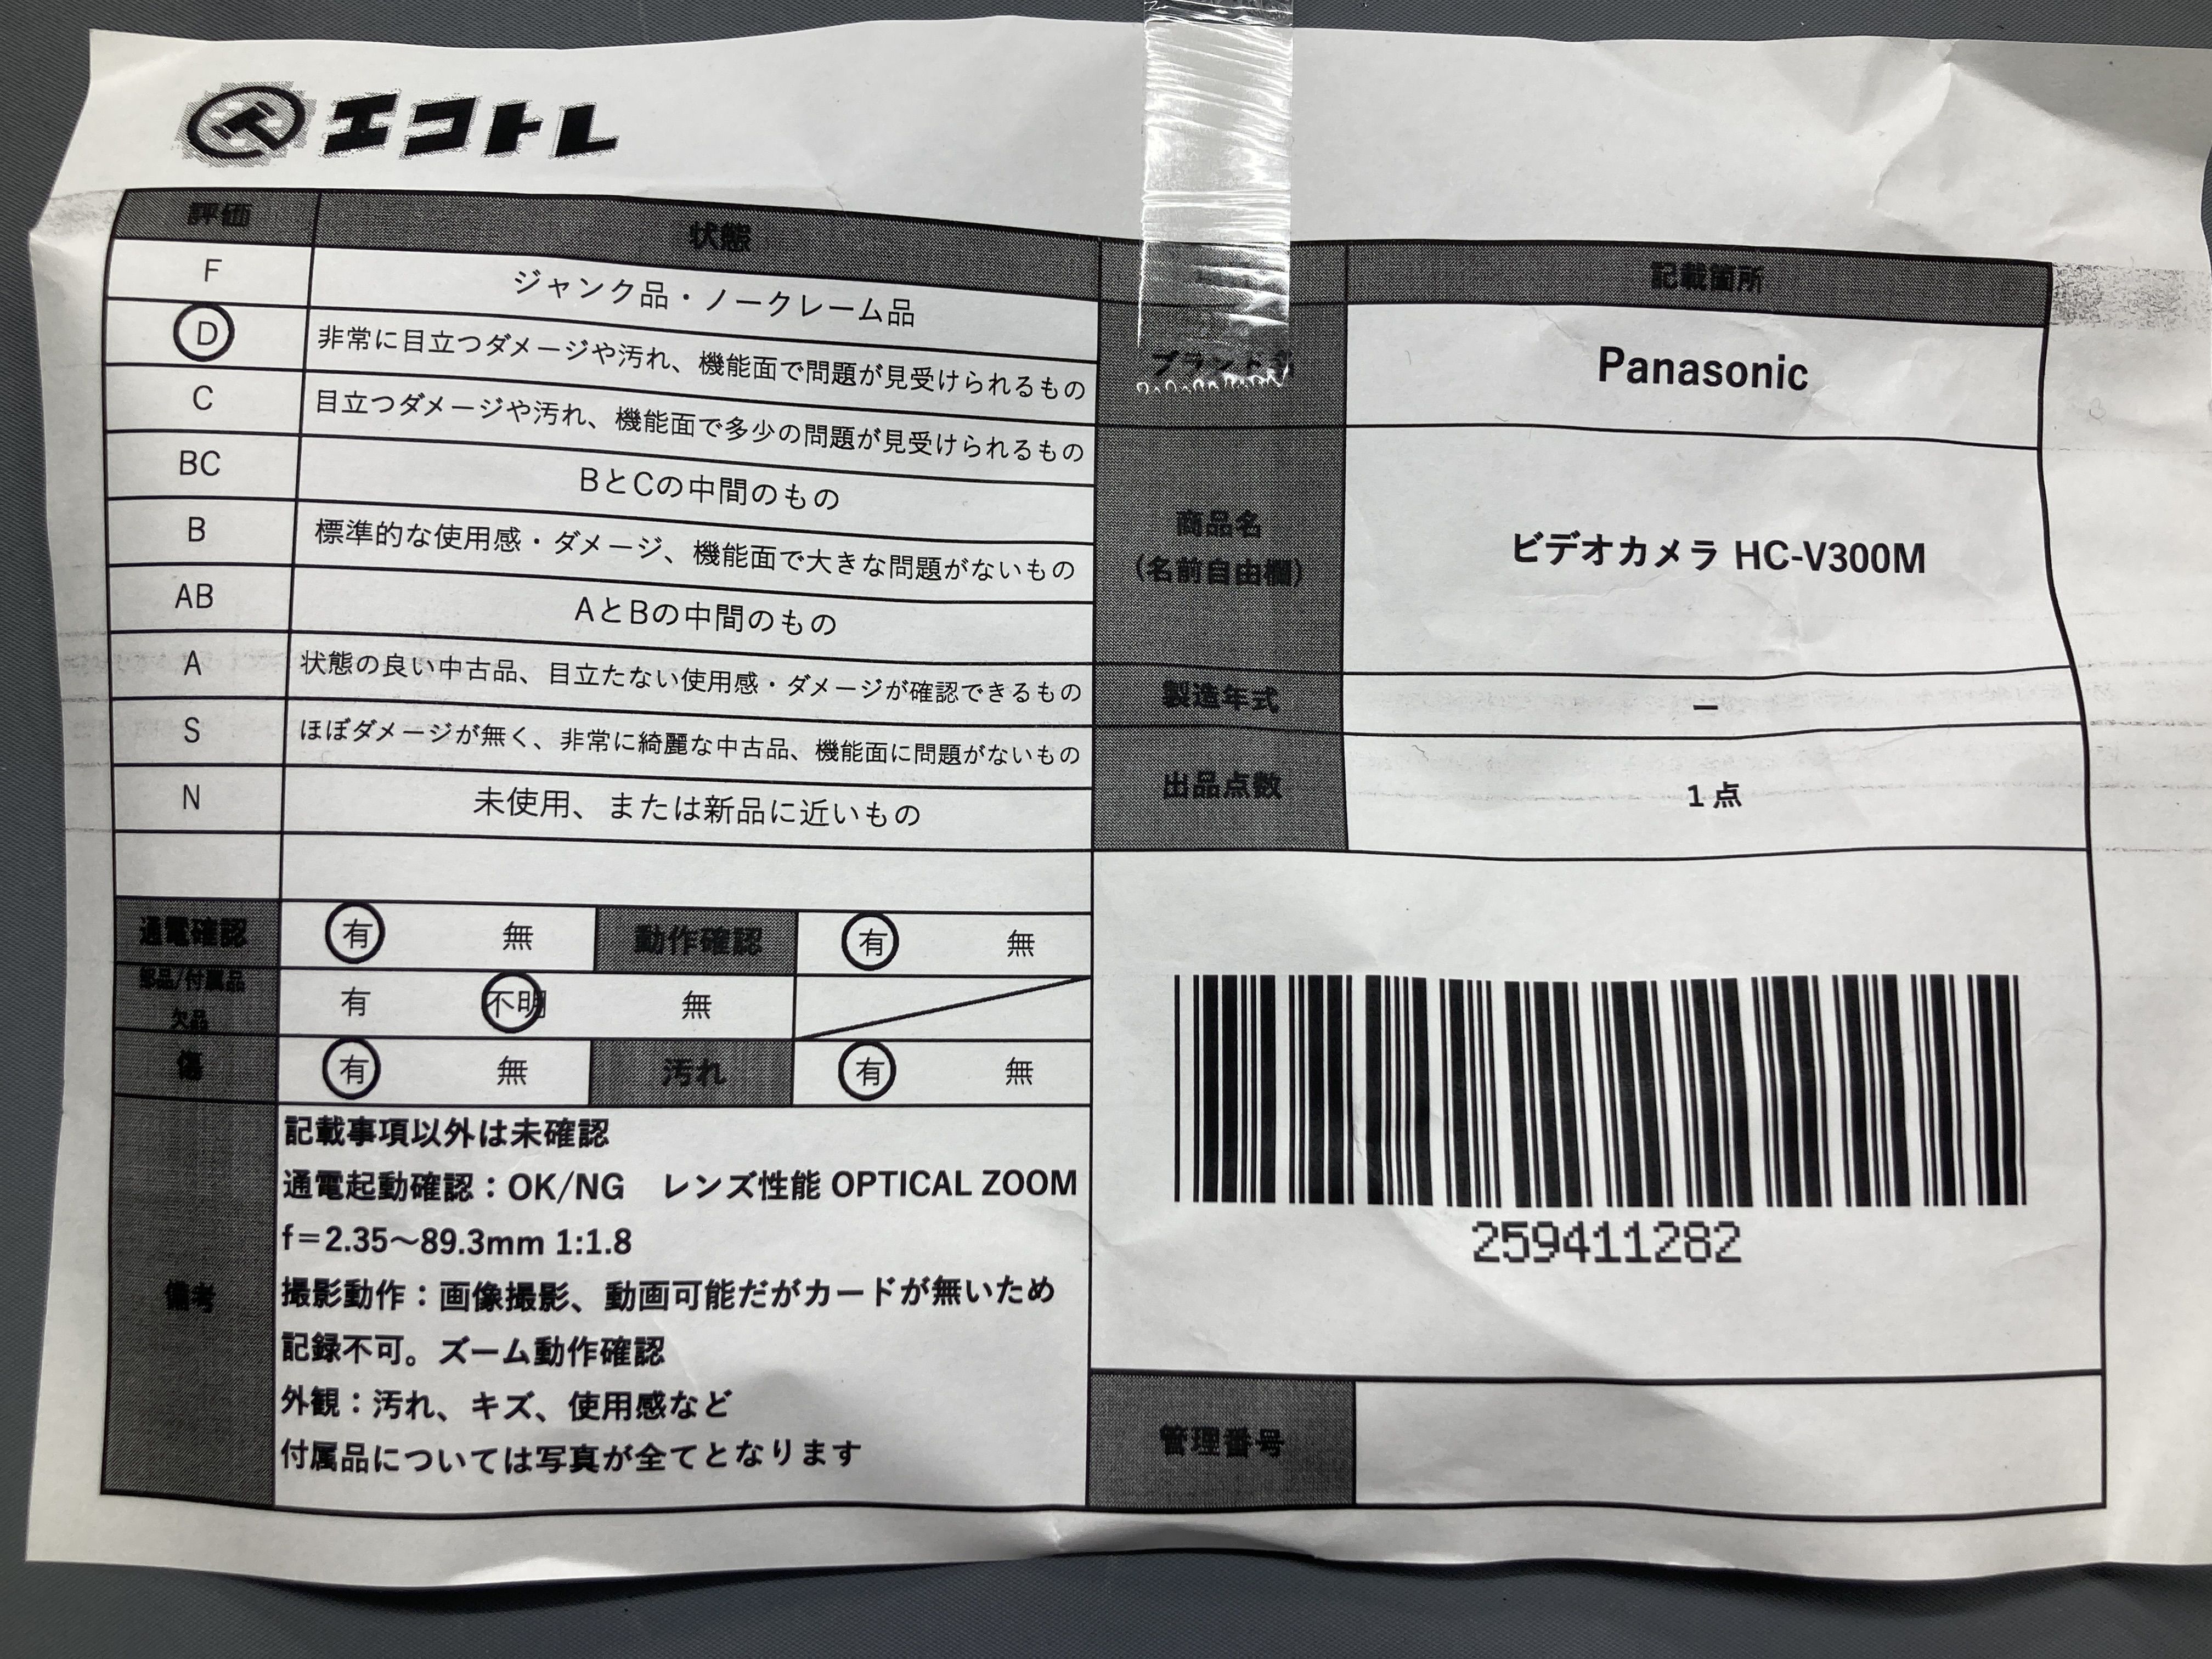 エコトレ
評価 状態
F ジャンク品・ノークレーム品
D 非常に目立つダメージや汚れ、機能面で問題が見受けられるもの
C 目立つダメージや汚れ、機能面で多少の問題が見受けられるもの
BC BとCの中間のもの
B 標準的な使用感・ダメージ、機能面で大きな問題がないもの
AB AとBの中間のもの
A 状態の良い中古品、目立たない使用感・ダメージが確認できるもの
S ほぼダメージが無く、非常に綺麗な中古品、機能面に問題がないもの
N 未使用、または新品に近いもの
通電確認 有 無 動作確認 有 無
部品/付属品
欠品
有 不明 無
傷 有 無 汚れ 有 無
備考
記載事項以外は未確認
通電起動確認：OK/NG レンズ性能 OPTICAL ZOOM
f＝2.35～89.3mm 1:1.8
撮影動作：画像撮影、動画可能だがカードが無いため
記録不可。ズーム動作確認
外観：汚れ、キズ、使用感など
付属品については写真が全てとなります
記載箇所
ブランド名 Panasonic
商品名
(名前自由欄)
ビデオカメラ HC-V300M
製造年式 ー
出品点数 1点
259411282
管理番号